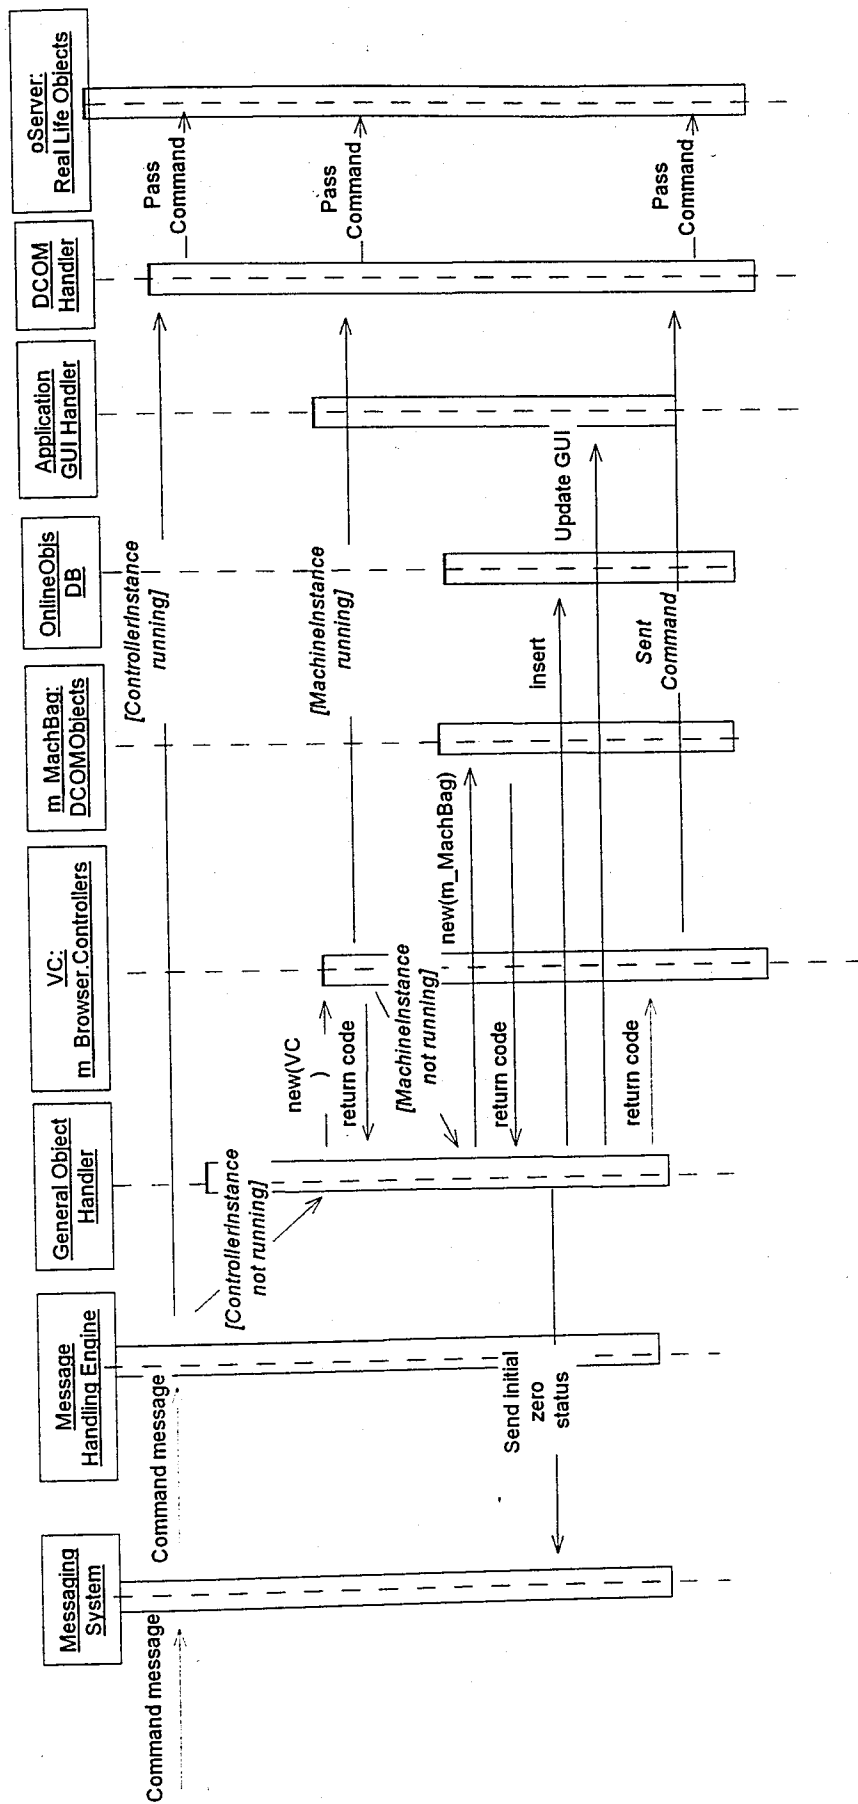 Messaging
System
Message
Handling Engine
General Object
Handler
VC:
m_Browser.Controllers
m_MachBag:
DCOMObjects
OnlineObjs
DB
Application
GUI Handler
DCOM
Handler
oServer:
Real Life Objects
Command message
Command message
[ControllerInstance
running]
Pass
Command
[ControllerInstance
not running]
new(VC
)
return code
[MachineInstance
running]
Pass
Command
[MachineInstance
not running]
new(m_MachBag)
return code
Send initial
zero
status
insert
Update GUI
return code
Sent
Command
Pass
Command